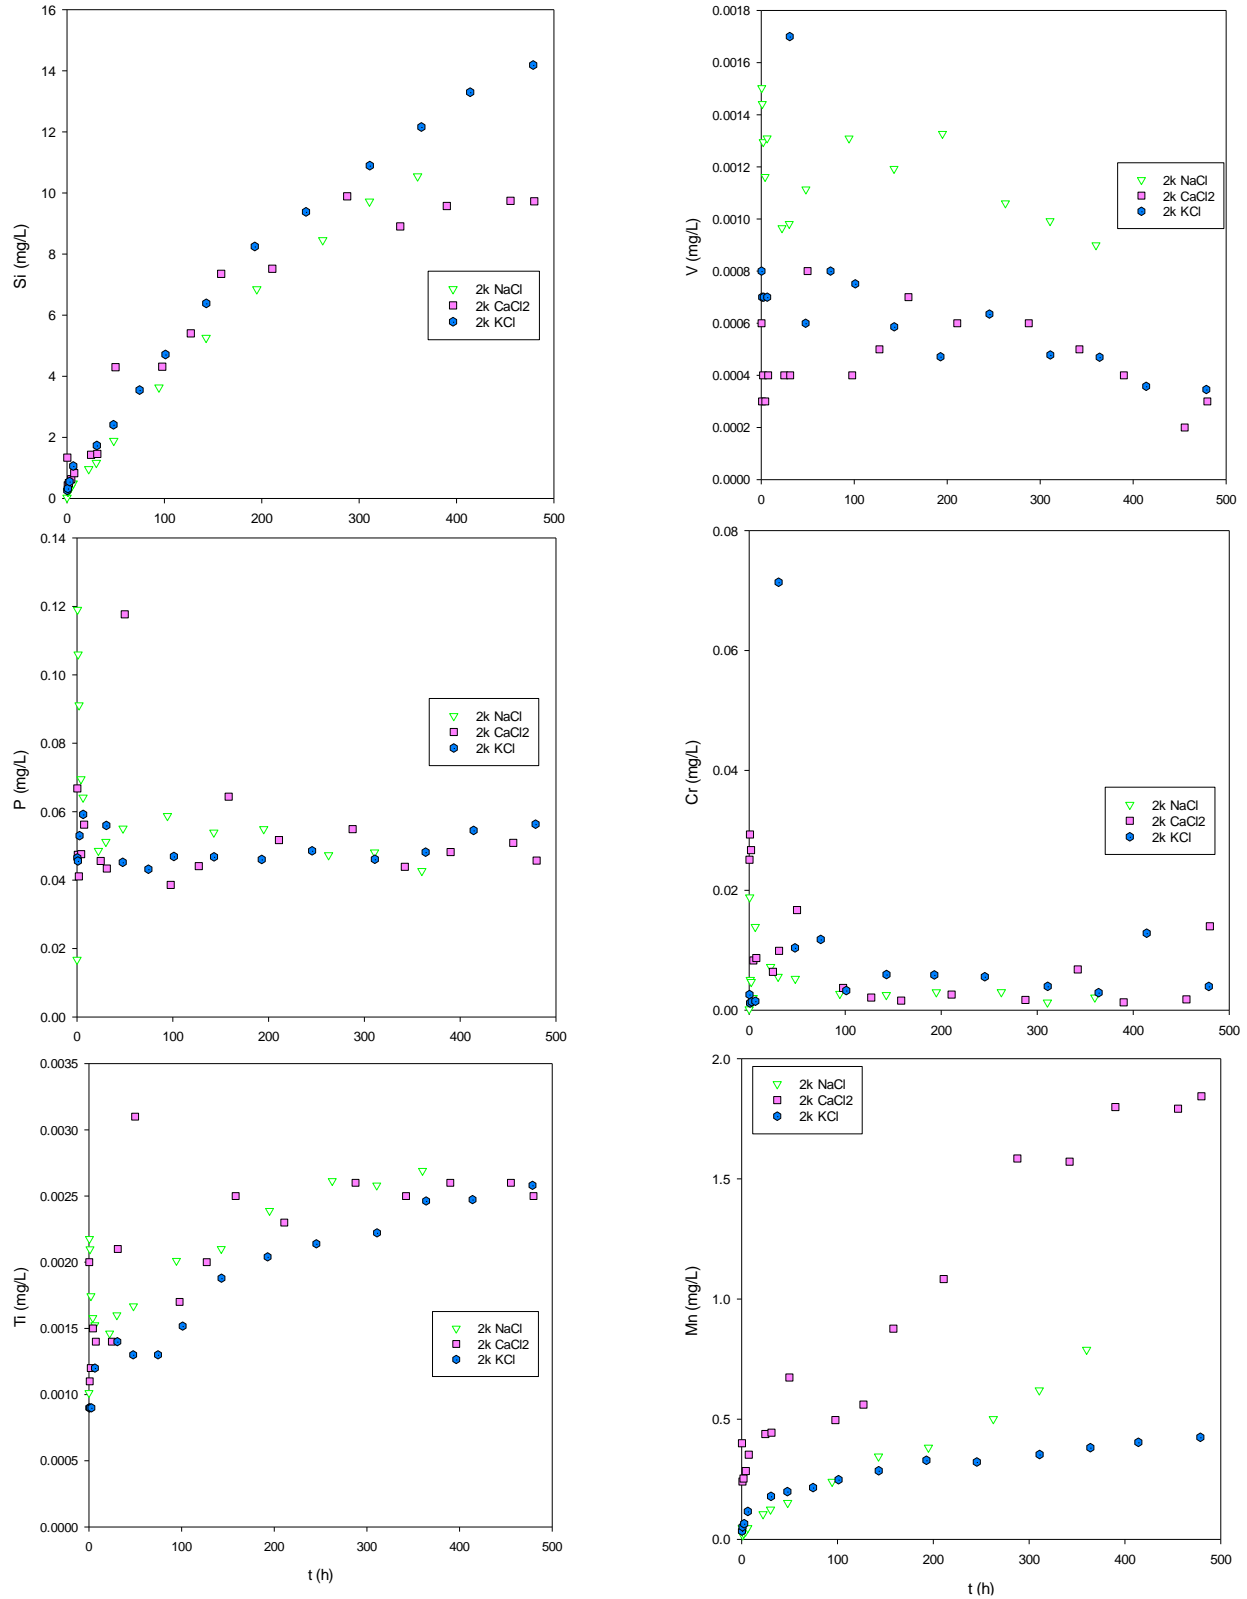 16
14
12
10
8
6
4
2
0
Si (mg/L)
2k NaCl
2k CaCl2
2k KCl
0 100 200 300 400 500
0.0018
0.0016
0.0014
0.0012
0.0010
0.0008
0.0006
0.0004
0.0002
0.0000
V (mg/L)
2k NaCl
2k CaCl2
2k KCl
0 100 200 300 400 500
0.14
0.12
0.10
0.08
0.06
0.04
0.02
0.00
P (mg/L)
2k NaCl
2k CaCl2
2k KCl
0 100 200 300 400 500
0.08
0.06
0.04
0.02
0.00
Cr (mg/L)
2k NaCl
2k CaCl2
2k KCl
0 100 200 300 400 500
0.0035
0.0030
0.0025
0.0020
0.0015
0.0010
0.0005
0.0000
Ti (mg/L)
2k NaCl
2k CaCl2
2k KCl
0 100 200 300 400 500
t (h)
2.0
1.5
1.0
0.5
0.0
Mn (mg/L)
2k NaCl
2k CaCl2
2k KCl
0 100 200 300 400 500
t (h)